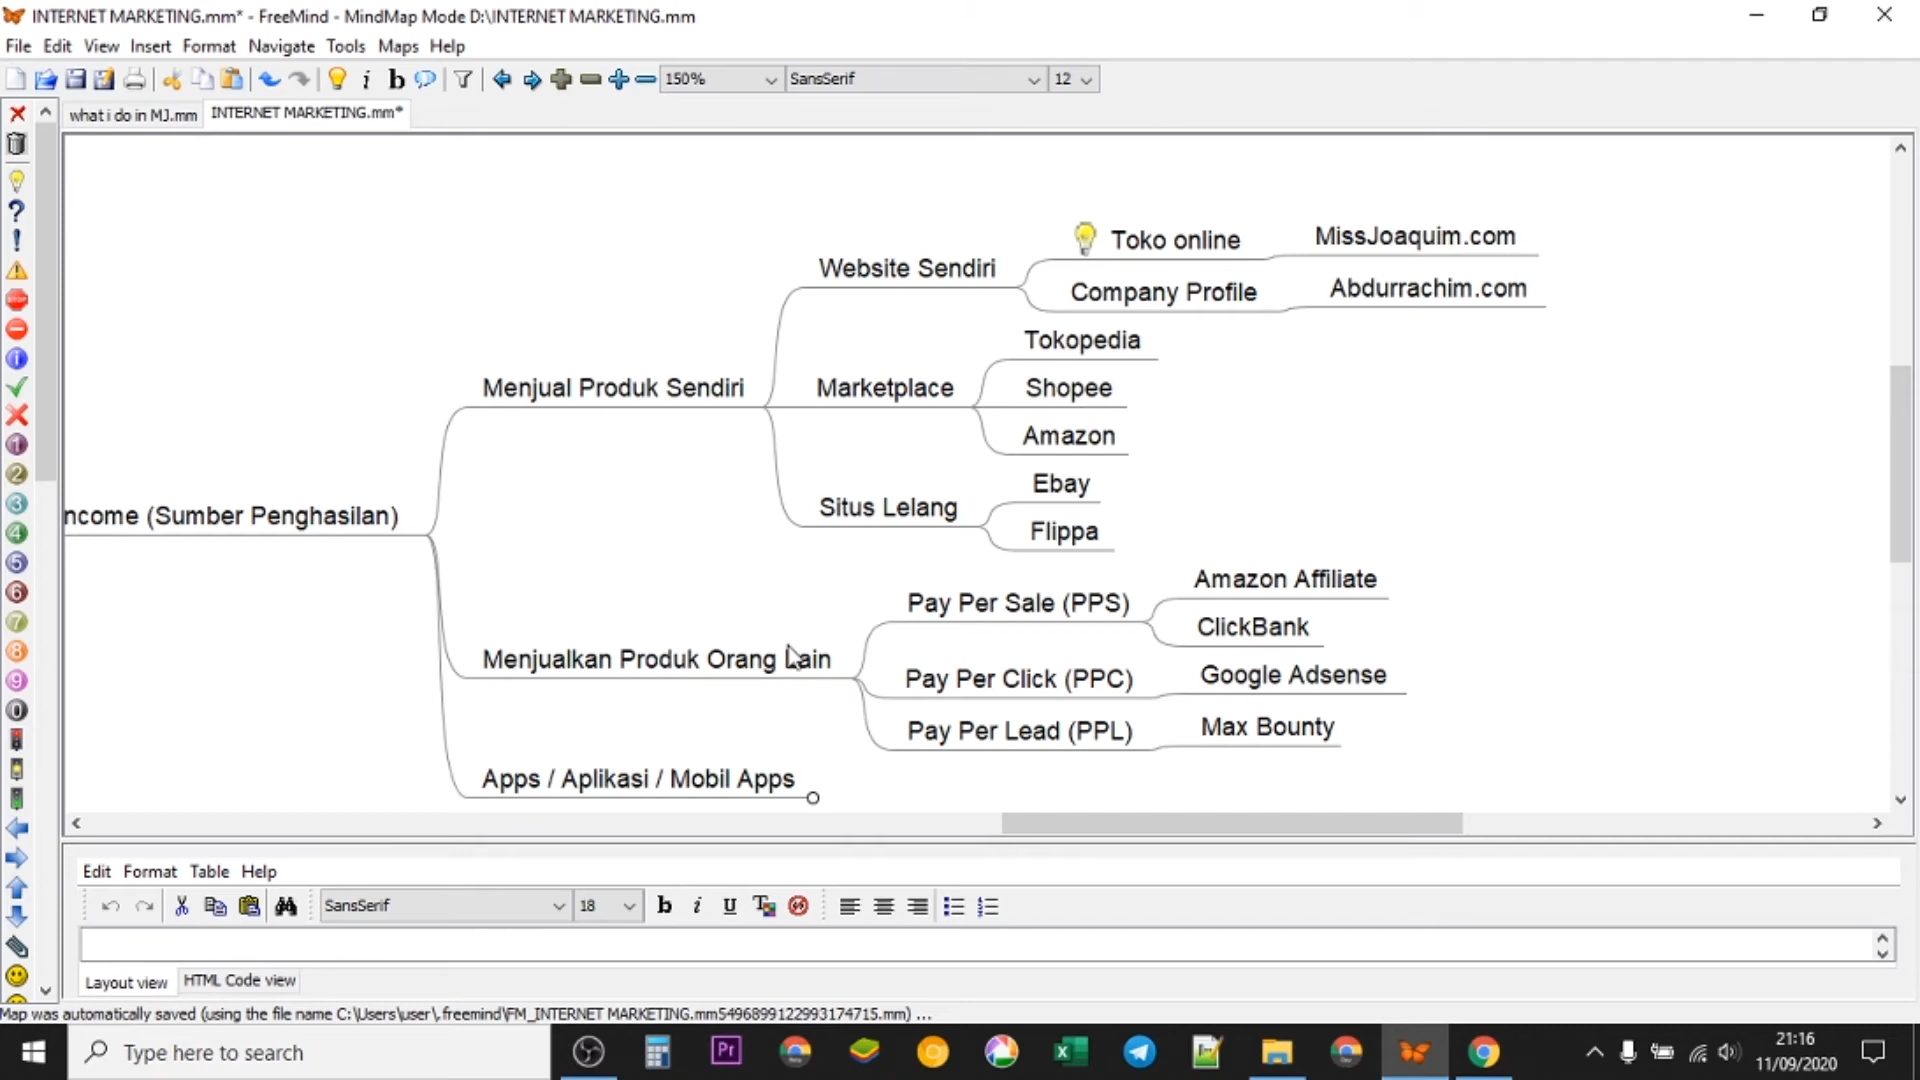 INTERNET MARKETING.mm* - FreeMind - MindMap Mode D:\INTERNET MARKETING.mm
File Edit View Insert Format Navigate Tools Maps Help
150% SansSerif 12
what i do in MJ.mm INTERNET MARKETING.mm*
Toko online MissJoaquim.com
Website Sendiri
Company Profile Abdurrachim.com
Tokopedia
Menjual Produk Sendiri Marketplace Shopee
Amazon
Ebay
Situs Lelang
ncome (Sumber Penghasilan)
Flippa
Amazon Affiliate
Pay Per Sale (PPS)
ClickBank
Menjualkan Produk Orang Lain
Pay Per Click (PPC) Google Adsense
Pay Per Lead (PPL) Max Bounty
Apps / Aplikasi / Mobil Apps
Edit Format Table Help
SansSerif 18
Layout view HTML Code view
Map was automatically saved (using the file name C:\Users\user\.freemind\FM_INTERNET MARKETING.mm5496899122993174715.mm) ...
Type here to search
21:16
11/09/2020